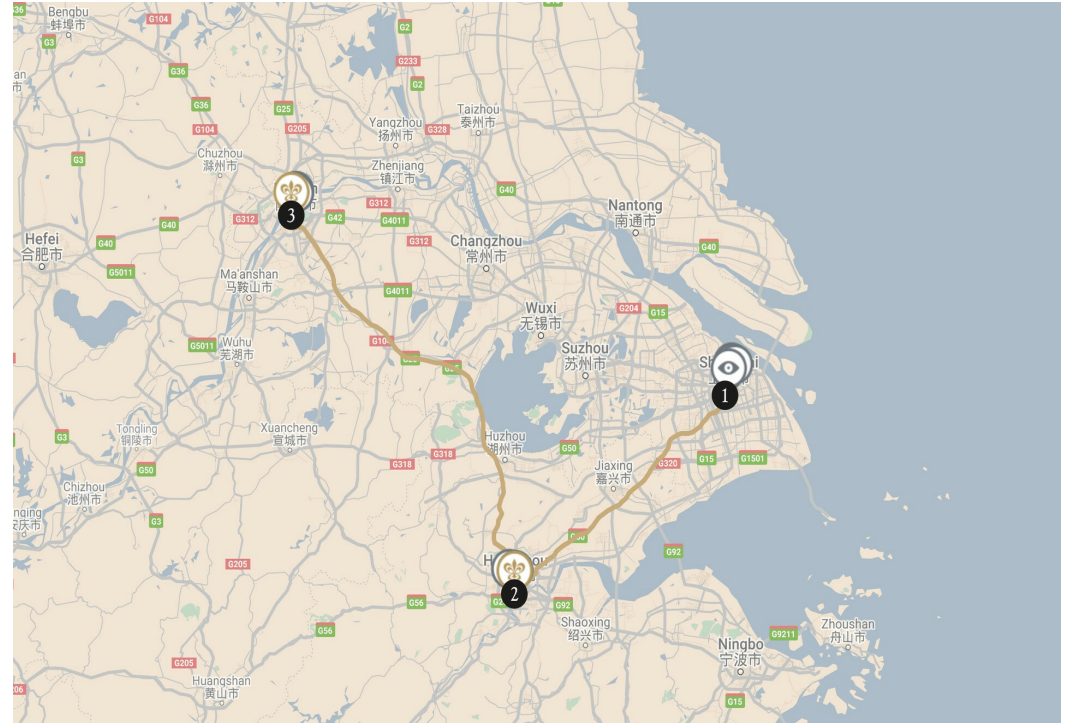 G36
Bengbu
蚌埠市
G104
G3
G2
G233
G2
G36
G36
G25
G205
G104
Taizhou
泰州市
Yangzhou
扬州市
G328
G3
Chuzhou
滁州市
Zhenjiang
镇江市
G40
G312
G42
G312
G4011
G312
3
Nantong
南通市
G40
Hefei
合肥市
G40
G40
G5011
Changzhou
常州市
Ma'anshan
马鞍山市
G4011
G204
G15
Wuxi
无锡市
G5011
Wuhu
芜湖市
Suzhou
苏州市
1
Tongling
铜陵市
G3
Xuancheng
宣城市
Huzhou
湖州市
G50
G318
G318
G320
G15
G1501
G50
Jiaxing
嘉兴市
Chizhou
池州市
G3
G92
G205
2
G56
G92
G56
Shaoxing
绍兴市
Zhoushan
舟山市
G9211
Ningbo
宁波市
G205
Huangshan
黄山市
G15